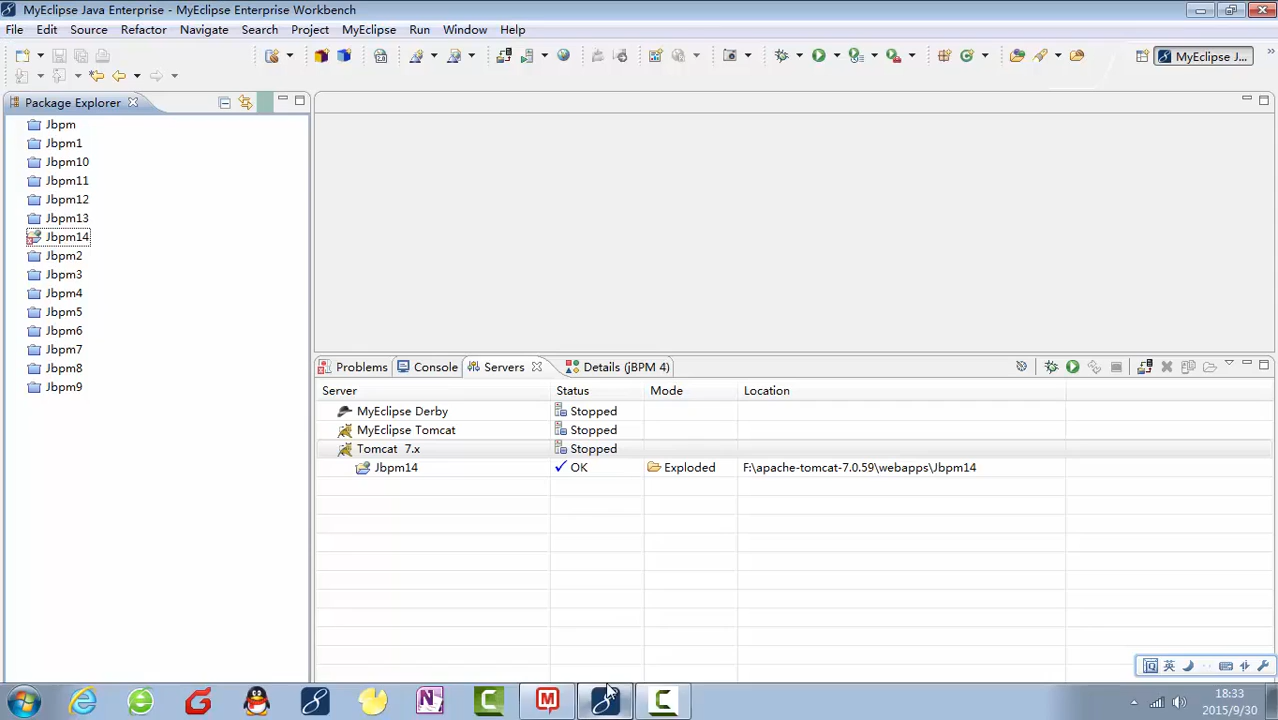 MyEclipse Java Enterprise - MyEclipse Enterprise Workbench
File Edit Source Refactor Navigate Search Project MyEclipse Run Window Help
MyEclipse J...
Package Explorer
Jbpm
Jbpm1
Jbpm10
Jbpm11
Jbpm12
Jbpm13
Jbpm14
Jbpm2
Jbpm3
Jbpm4
Jbpm5
Jbpm6
Jbpm7
Jbpm8
Jbpm9
Problems Console Servers Details (jBPM 4)
Server Status Mode Location
MyEclipse Derby Stopped
MyEclipse Tomcat Stopped
Tomcat 7.x Stopped
Jbpm14 OK Exploded F:\apache-tomcat-7.0.59\webapps\Jbpm14
英
18:33
2015/9/30